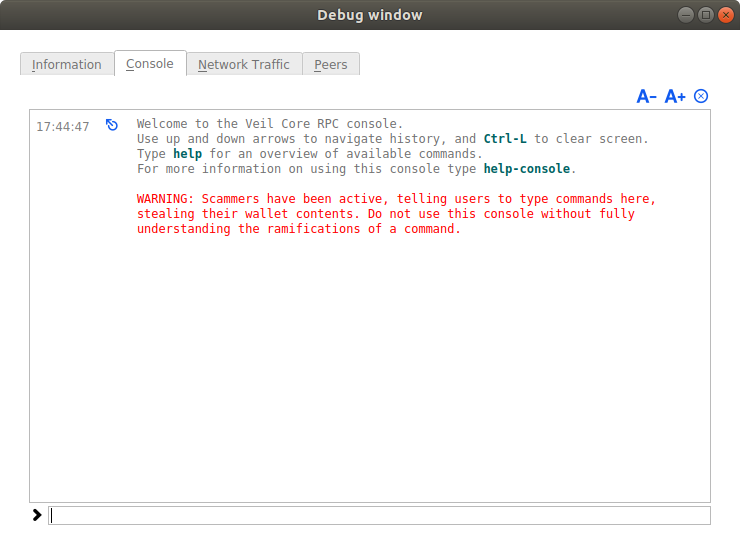 Debug window
Information Console Network Traffic Peers
A- A+
17:44:47 Welcome to the Veil Core RPC console.
Use up and down arrows to navigate history, and Ctrl-L to clear screen.
Type help for an overview of available commands.
For more information on using this console type help-console.
WARNING: Scammers have been active, telling users to type commands here,
stealing their wallet contents. Do not use this console without fully
understanding the ramifications of a command.